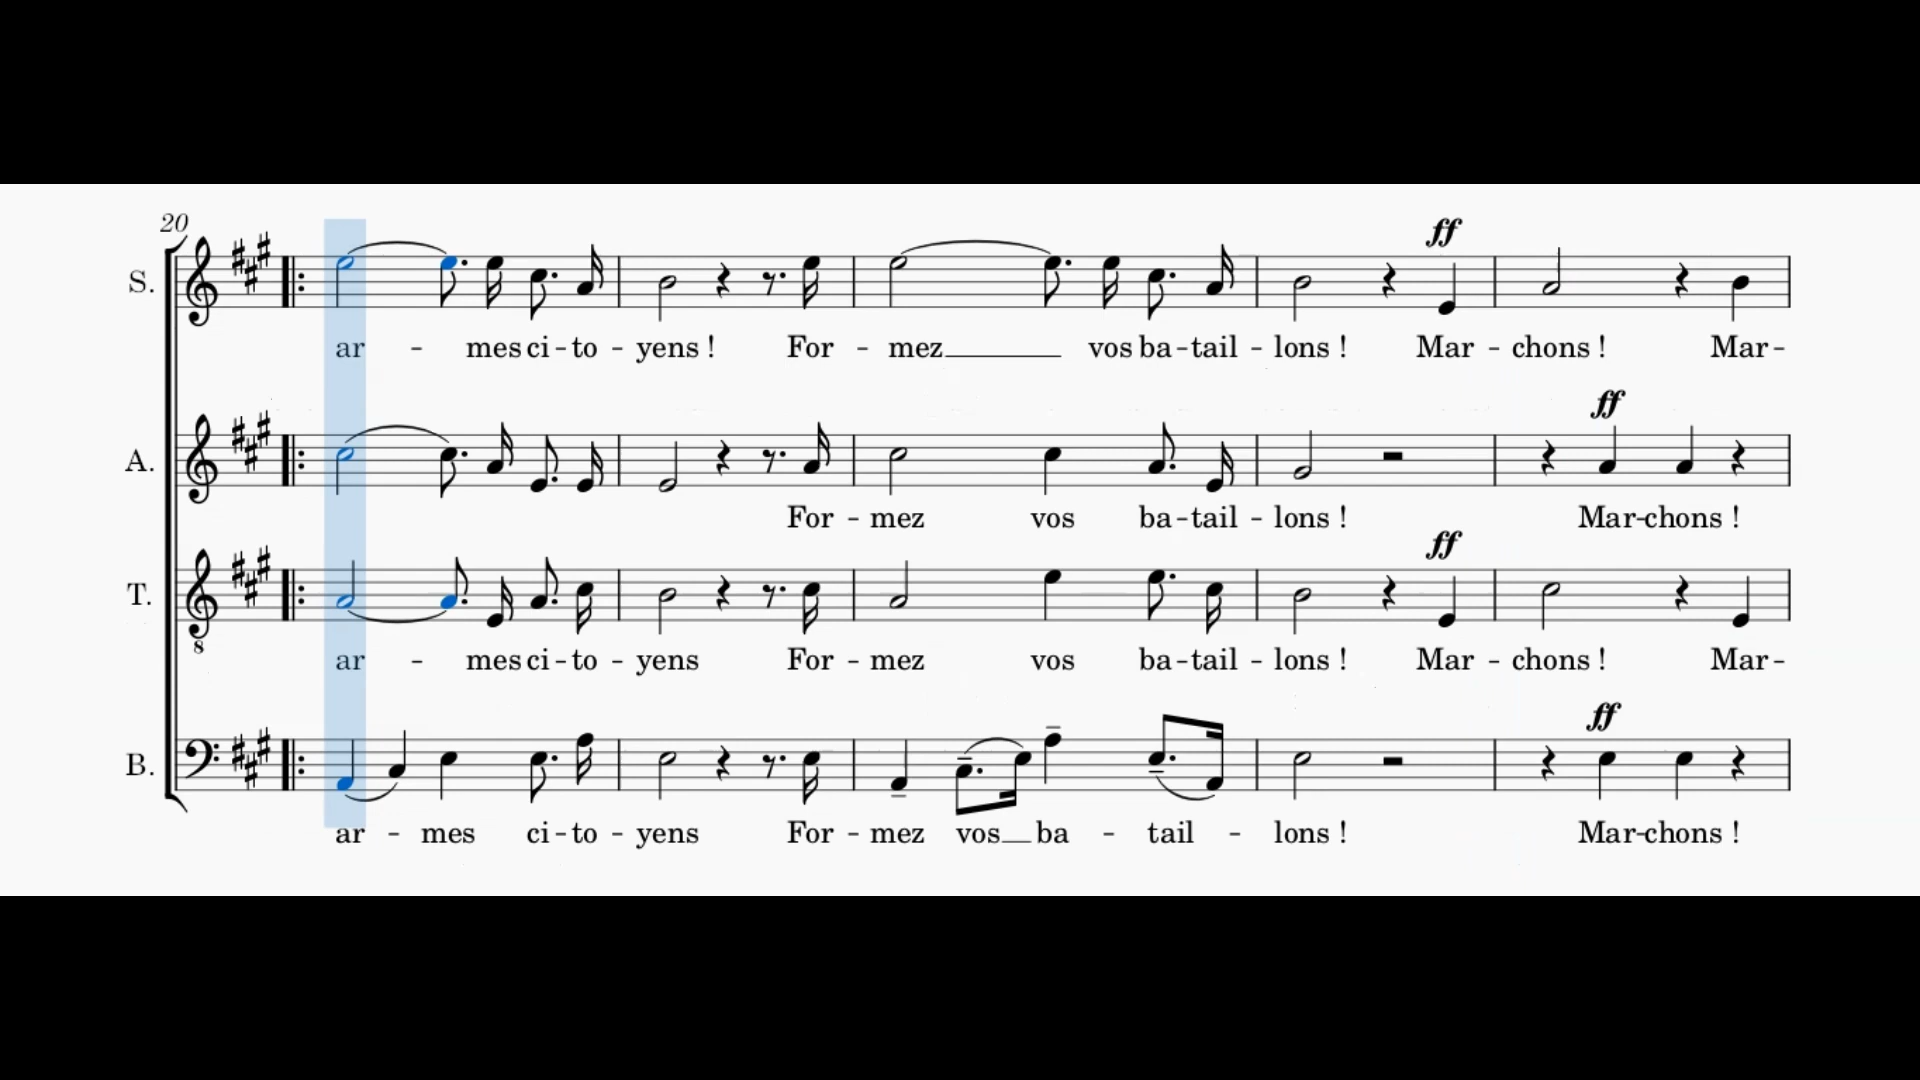 20
ff
S.
ar - mes ci - to - yens ! For - mez vos ba - tail - lons ! Mar - chons ! Mar -
ff
A.
For - mez vos ba - tail - lons ! Mar - chons !
ff
T.
8
ar - mes ci - to - yens For - mez vos ba - tail - lons ! Mar - chons ! Mar -
ff
B.
ar - mes ci - to - yens For - mez vos ba - tail - lons ! Mar - chons !